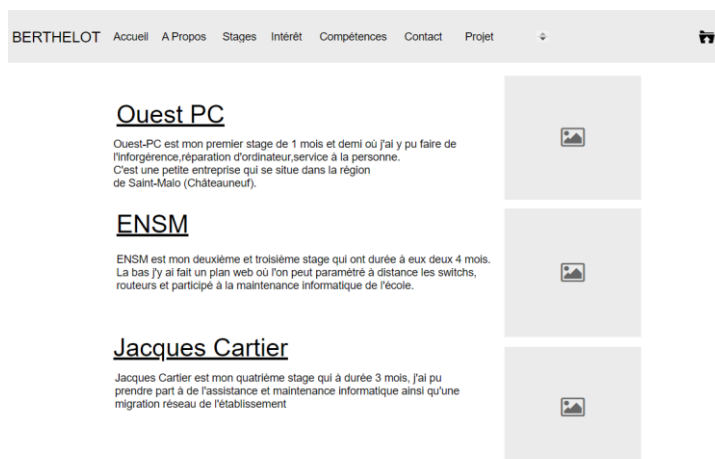 BERTHELOT Accueil A Propos Stages Intérêt Compétences Contact Projet
Ouest PC
Ouest-PC est mon premier stage de 1 mois et demi où j'ai y pu faire de
l'inforgérence,réparation d'ordinateur,service à la personne.
C'est une petite entreprise qui se situe dans la région
de Saint-Malo (Châteauneuf).
ENSM
ENSM est mon deuxième et troisième stage qui ont durée à eux deux 4 mois.
La bas j'y ai fait un plan web où l'on peut paramétré à distance les switchs,
routeurs et participé à la maintenance informatique de l'école.
Jacques Cartier
Jacques Cartier est mon quatrième stage qui à durée 3 mois, j'ai pu
prendre part à de l'assistance et maintenance informatique ainsi qu'une
migration réseau de l'établissement